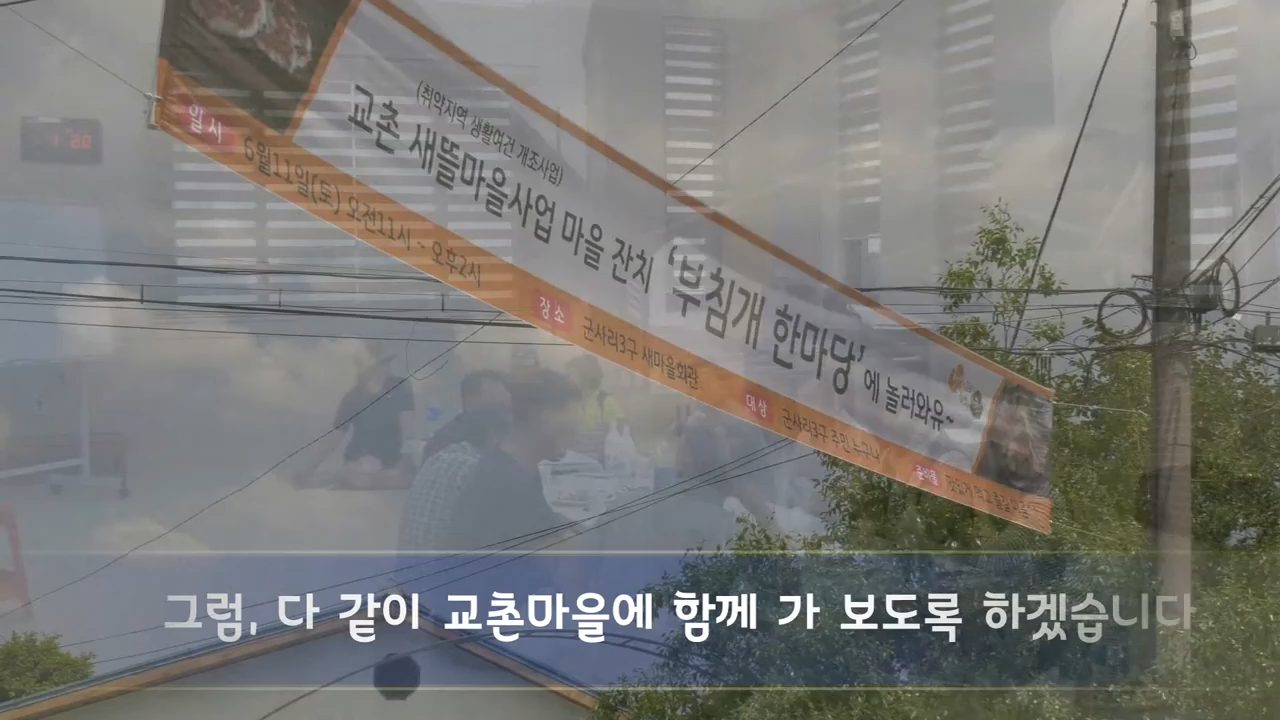 (취약지역 생활여건 개조사업)
교촌 새뜰마을사업 마을 잔치 '부침개 한마당'에 놀러와유~
일시 6월11일(토) 오전11시 ~ 오후2시 장소 군사리3구 새마을회관 대상 군사리3구 주민 누구나 준비물
그럼, 다 같이 교촌마을에 함께 가 보도록 하겠습니다